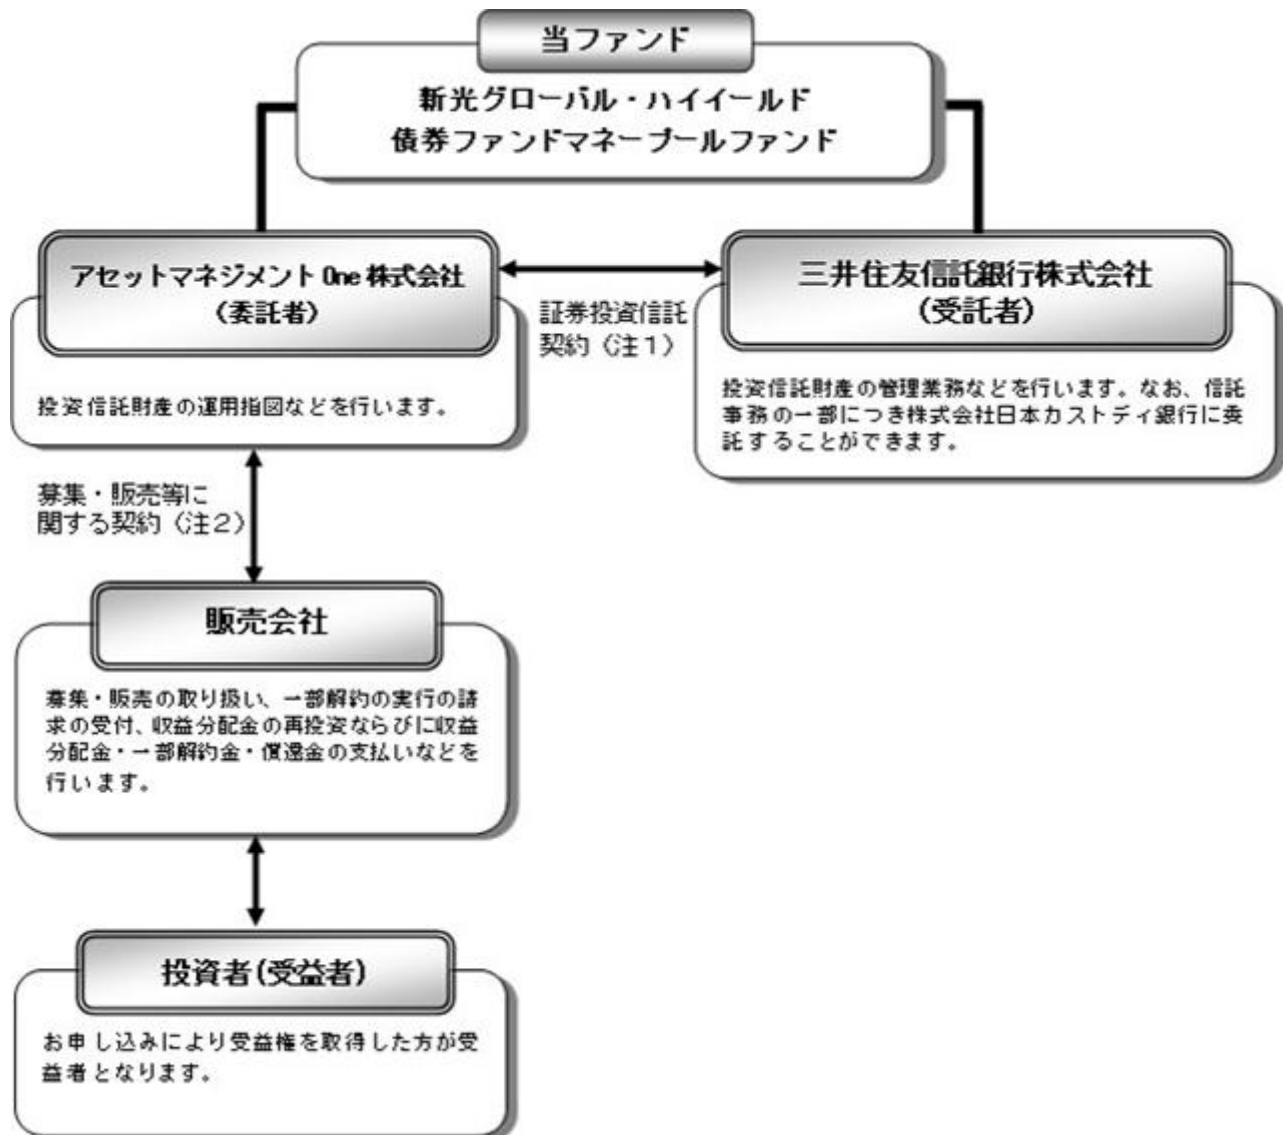 当ファンド
新光グローバル・ハイイールド
債券ファンドマネープールファンド
アセットマネジメント One 株式会社
（委託者）
投資信託財産の運用指図などを行います。
証券投資信託
契約（注１）
三井住友信託銀行株式会社
（受託者）
投資信託財産の管理業務などを行います。なお、信託
事務の一部につき株式会社日本カストディ銀行に委
託することができます。
募集・販売等に
関する契約（注２）
販売会社
募集・販売の取り扱い、一部解約の実行の請
求の受付、収益分配金の再投資ならびに収益
分配金・一部解約金・償還金の支払いなどを
行います。
投資者(受益者)
お申し込みにより受益権を取得した方が受
益者となります。